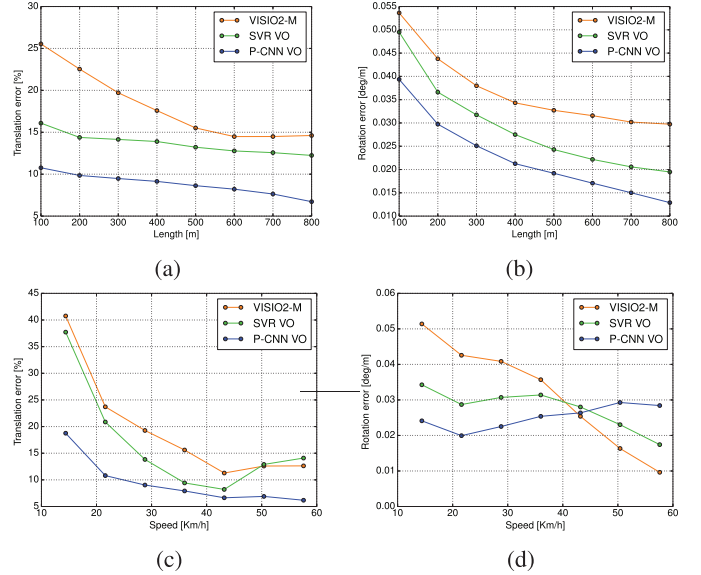 30
25
20
15
10
5
100 200 300 400 500 600 700 800
Length [m]
Translation error [%]
VISIO2-M
SVR VO
P-CNN VO
(a)
0.055
0.050
0.045
0.040
0.035
0.030
0.025
0.020
0.015
0.010
100 200 300 400 500 600 700 800
Length [m]
Rotation error [deg/m]
VISIO2-M
SVR VO
P-CNN VO
(b)
45
40
35
30
25
20
15
10
5
10 20 30 40 50 60
Speed [Km/h]
Translation error [%]
VISIO2-M
SVR VO
P-CNN VO
(c)
0.06
0.05
0.04
0.03
0.02
0.01
0.00
10 20 30 40 50 60
Speed [Km/h]
Rotation error [deg/m]
VISIO2-M
SVR VO
P-CNN VO
(d)